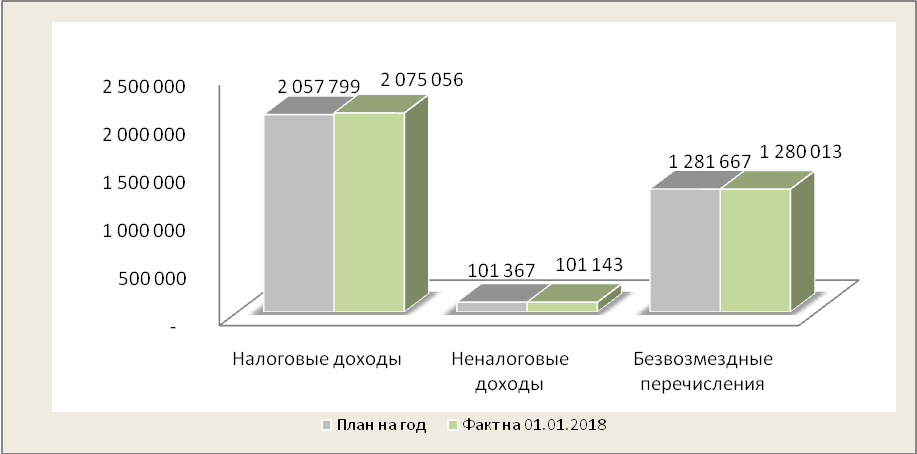 2 500 000
2 000 000
1 500 000
1 000 000
500 000
-
2 057 799
2 075 056
101 367
101 143
1 281 667
1 280 013
Налоговые доходы
Неналоговые
доходы
Безвозмездные
перечисления
План на год
Факт на 01.01.2018